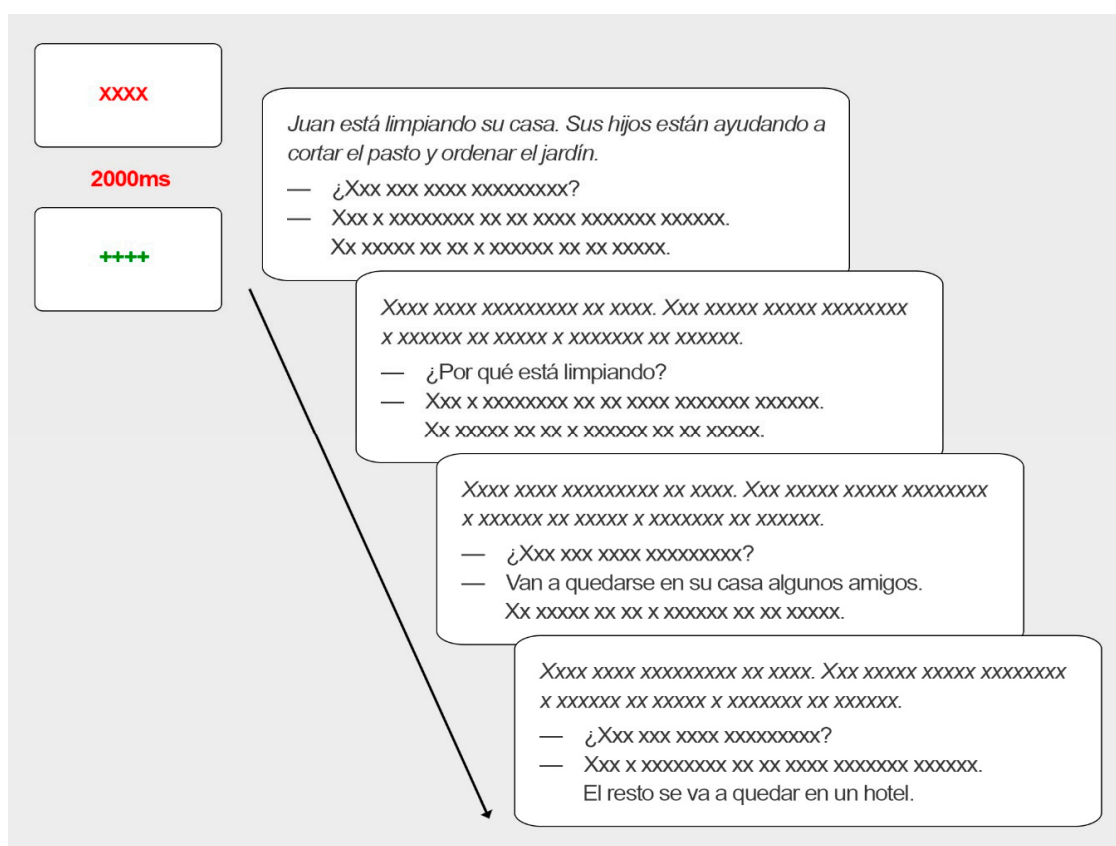 xxxx
2000ms
++++
Juan está limpiando su casa. Sus hijos están ayudando a
cortar el pasto y ordenar el jardín.
— ¿Xxx xxx xxxx xxxxxxxxx?
— Xxx x xxxxxxxx xx xx xxxx xxxxxxx xxxxxx.
Xx xxxxx xx xx x xxxxxx xx xx xxxxx.
Xxxx xxxx xxxxxxxxx xx xxxx. Xxx xxxxx xxxxx xxxxxxxx
x xxxxxx xx xxxxx x xxxxxxx xx xxxxxx.
— ¿Por qué está limpiando?
— Xxx x xxxxxxxx xx xx xxxx xxxxxxx xxxxxx.
Xx xxxxx xx xx x xxxxxx xx xx xxxxx.
Xxxx xxxx xxxxxxxxx xx xxxx. Xxx xxxxx xxxxx xxxxxxxx
x xxxxxx xx xxxxx x xxxxxxx xx xxxxxx.
— ¿Xxx xxx xxxx xxxxxxxxx?
— Van a quedarse en su casa algunos amigos.
Xx xxxxx xx xx x xxxxxx xx xx xxxxx.
Xxxx xxxx xxxxxxxxx xx xxxx. Xxx xxxxx xxxxx xxxxxxxx
x xxxxxx xx xxxxx x xxxxxxx xx xxxxxx.
— ¿Xxx xxx xxxx xxxxxxxxx?
— Xxx x xxxxxxxx xx xx xxxx xxxxxxx xxxxxx.
El resto se va a quedar en un hotel.